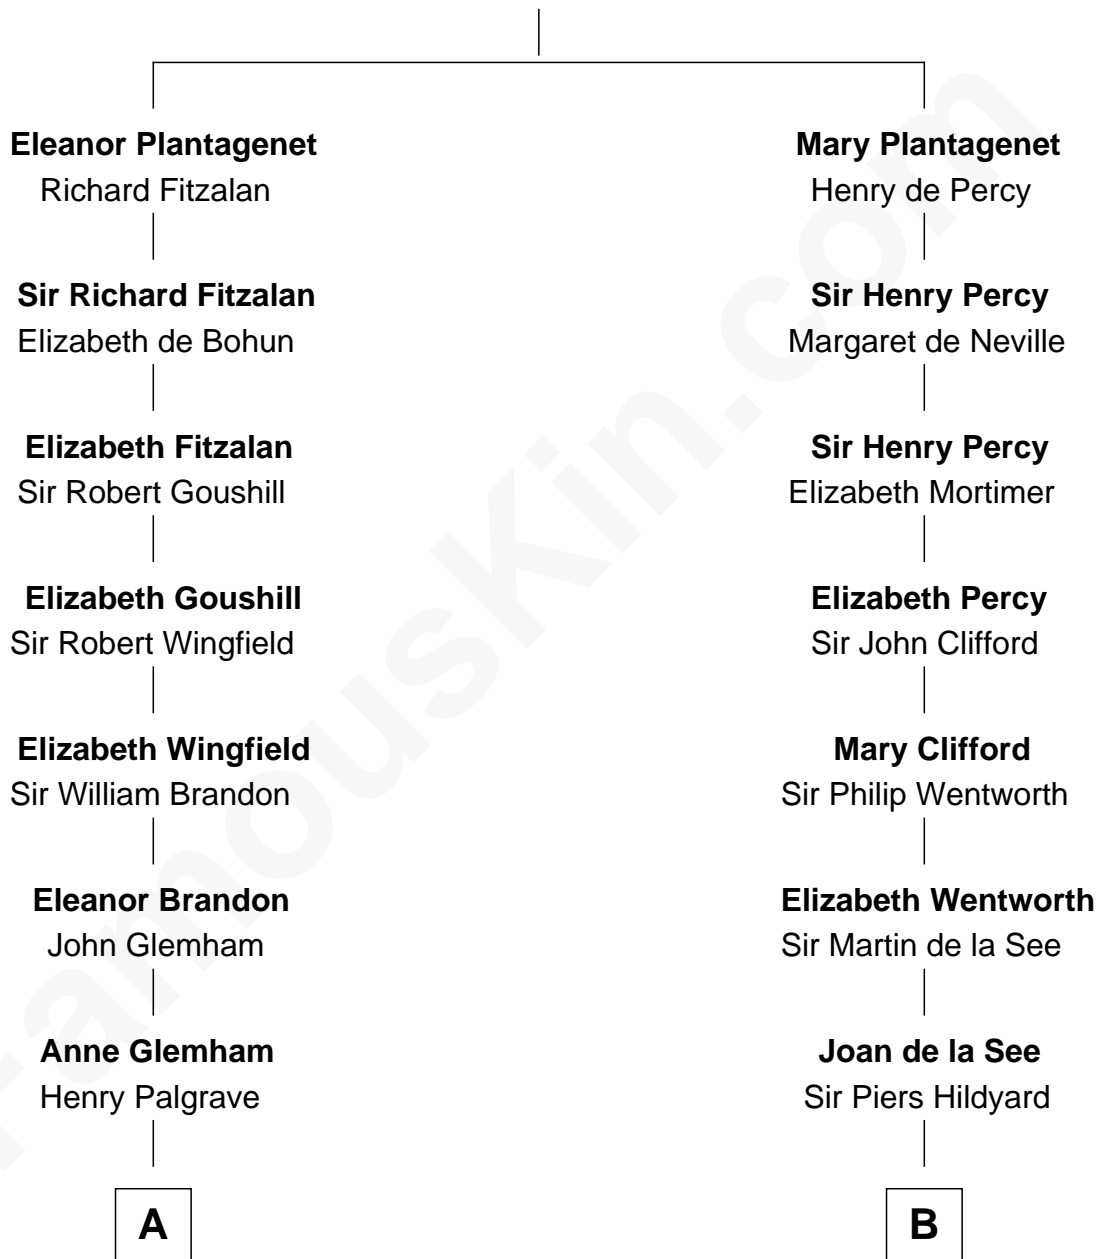 Eleanor Plantagenet
Richard Fitzalan
Sir Richard Fitzalan
Elizabeth de Bohun
Elizabeth Fitzalan
Sir Robert Goushill
Elizabeth Goushill
Sir Robert Wingfield
Elizabeth Wingfield
Sir William Brandon
Eleanor Brandon
John Glemham
Anne Glemham
Henry Palgrave
A
Mary Plantagenet
Henry de Percy
Sir Henry Percy
Margaret de Neville
Sir Henry Percy
Elizabeth Mortimer
Elizabeth Percy
Sir John Clifford
Mary Clifford
Sir Philip Wentworth
Elizabeth Wentworth
Sir Martin de la See
Joan de la See
Sir Piers Hildyard
B
FamousKin.com